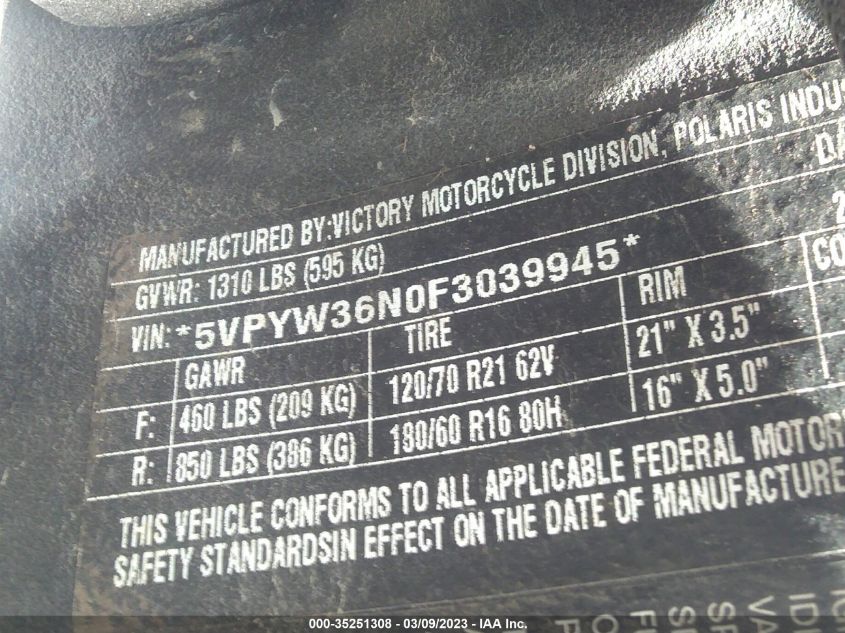 MANUFACTURED BY:VICTORY MOTORCYCLE DIVISION, POLARIS INDUS
GVWR: 1310 LBS (595 KG) DA
VIN: *5VPYW36N0F3039945* 2
GAWR TIRE RIM CO
F: 460 LBS (209 KG) 120/70 R21 62V 21" X 3.5"
R: 850 LBS (386 KG) 180/60 R16 80H 16" X 5.0"
THIS VEHICLE CONFORMS TO ALL APPLICABLE FEDERAL MOTOR
SAFETY STANDARDSIN EFFECT ON THE DATE OF MANUFACTURE
000-35251308 - 03/09/2023 - IAA Inc.